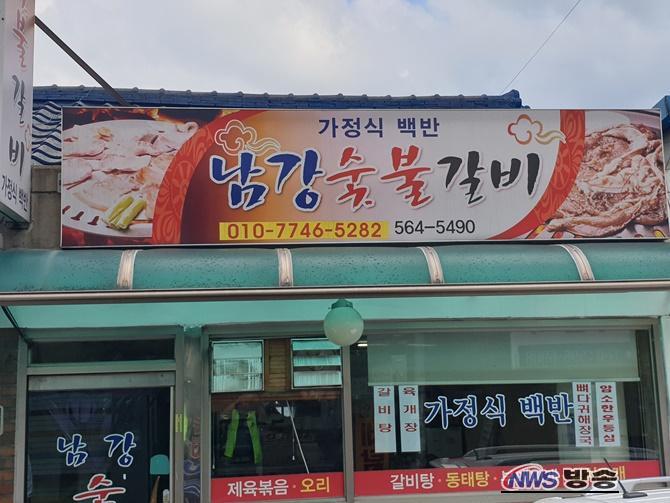 불갈비
가정식 백반
가정식 백반
남강숯불갈비
010-7746-5282 564-5490
갈비탕
육개장
가정식 백반
뼈다귀해장국
암소한우등심
남강
숯
제육볶음·오리
갈비탕·동태탕·
NWS 방송